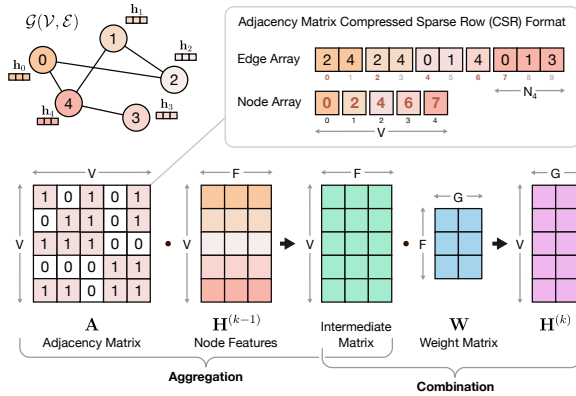 G(V, E)
h₁
Adjacency Matrix Compressed Sparse Row (CSR) Format
1
h₂
Edge Array
2 4 2 4 0 1 4 0 1 3
0 1 2 3 4 5 6 7 8 9
0
2
h₀
h₄
4
h₃
3
Node Array
0 2 4 6 7
0 1 2 3 4
N₄
V
V
F
F
G
G
V
1 0 1 0 1
0 1 1 0 1
1 1 1 0 0
0 0 0 1 1
1 1 0 1 1
V
V
F
V
A
H⁽ᵏ⁻¹⁾
W
H⁽ᵏ⁾
Adjacency Matrix
Node Features
Intermediate
Matrix
Weight Matrix
Aggregation
Combination